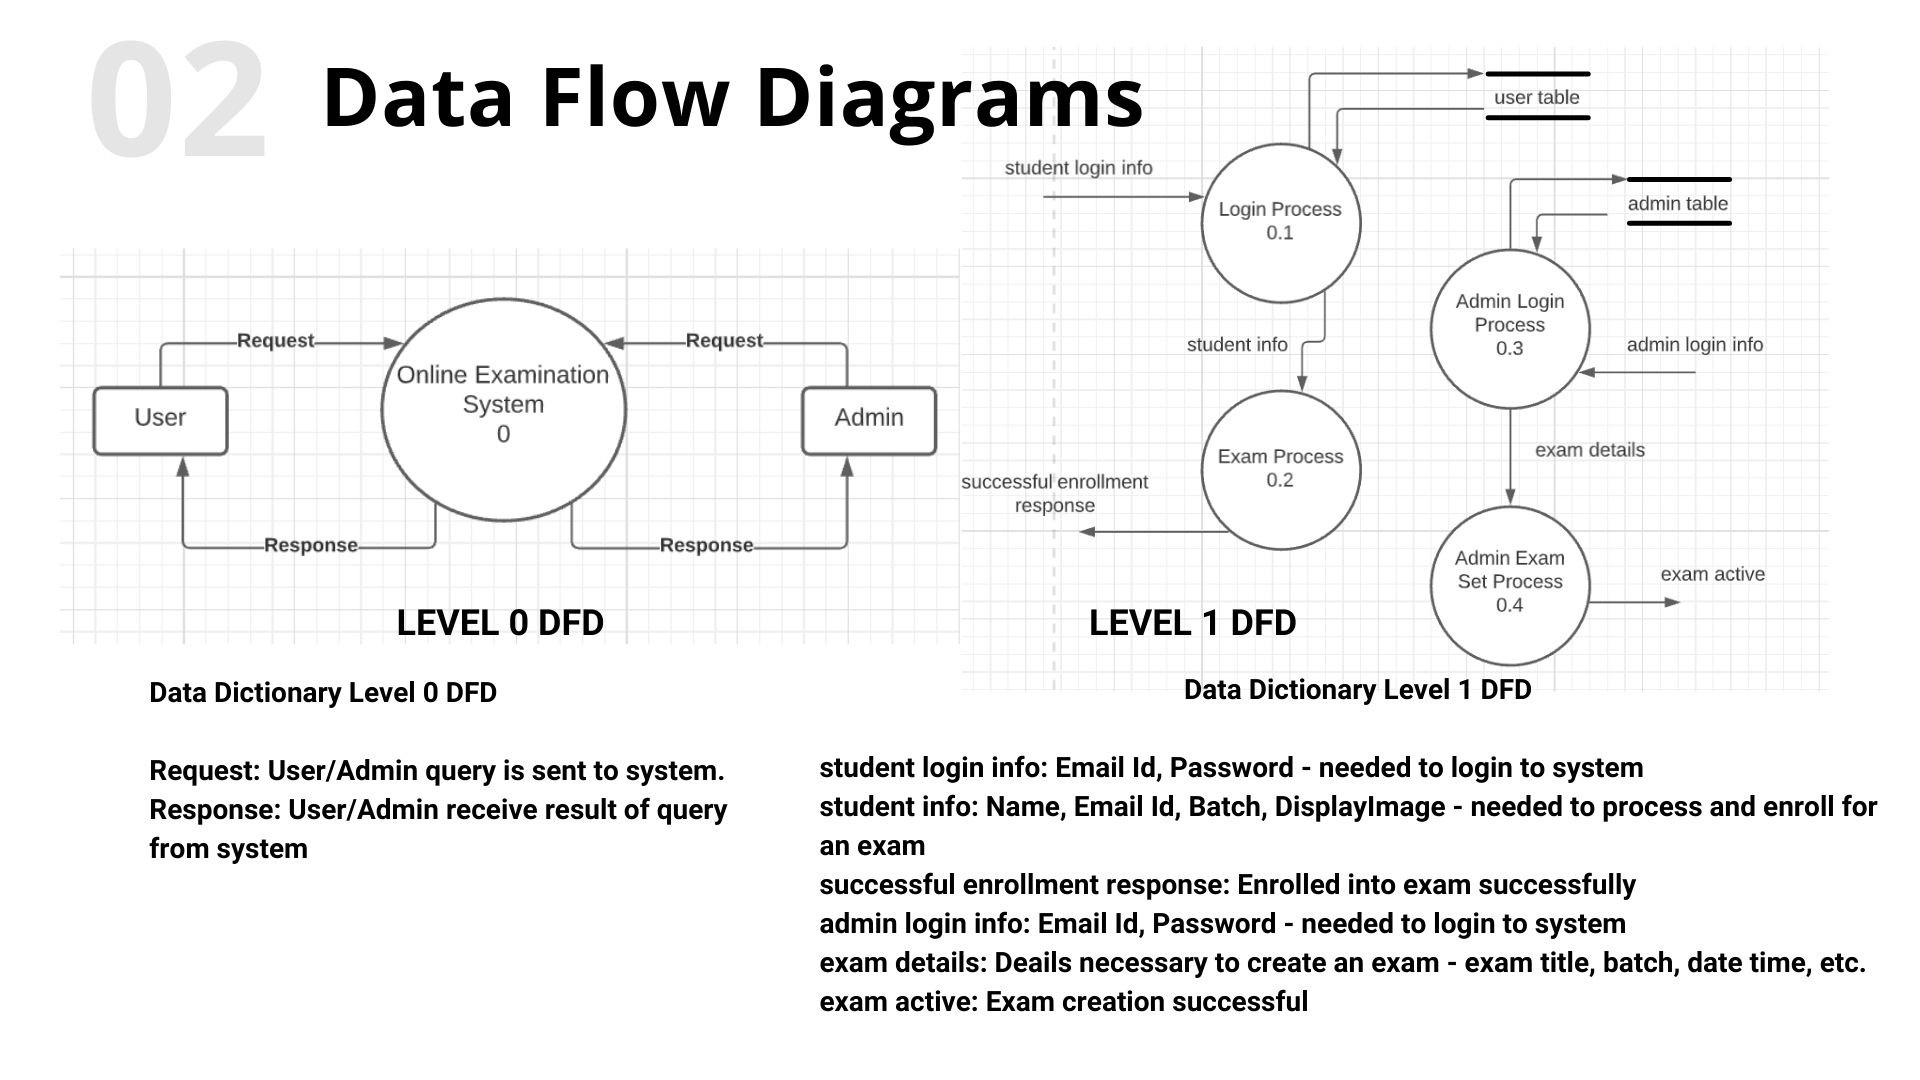 02
Data Flow Diagrams
Request
Request
Online Examination
System
0
User
Admin
Response
Response
LEVEL 0 DFD
user table
student login info
Login Process
0.1
admin table
Admin Login
Process
0.3
student info
admin login info
exam details
Exam Process
0.2
successful enrollment
response
Admin Exam
Set Process
0.4
exam active
LEVEL 1 DFD
Data Dictionary Level 0 DFD
Request: User/Admin query is sent to system.
Response: User/Admin receive result of query
from system
Data Dictionary Level 1 DFD
student login info: Email Id, Password - needed to login to system
student info: Name, Email Id, Batch, DisplayImage - needed to process and enroll for
an exam
successful enrollment response: Enrolled into exam successfully
admin login info: Email Id, Password - needed to login to system
exam details: Deails necessary to create an exam - exam title, batch, date time, etc.
exam active: Exam creation successful